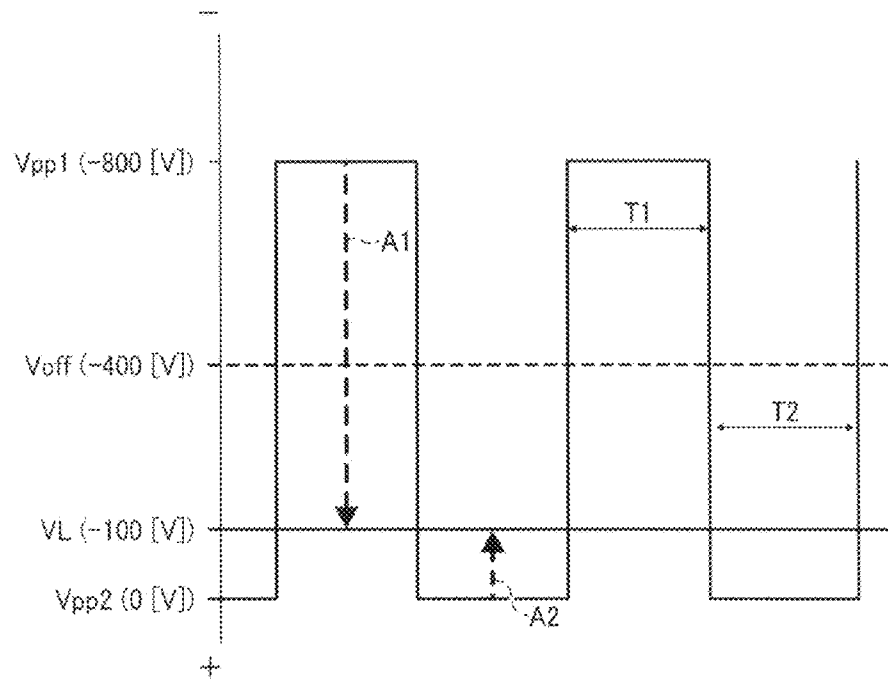 −
Vpp1 (-800 [V])
A1
T1
Voff (-400 [V])
T2
VL (-100 [V])
Vpp2 (0 [V])
A2
+